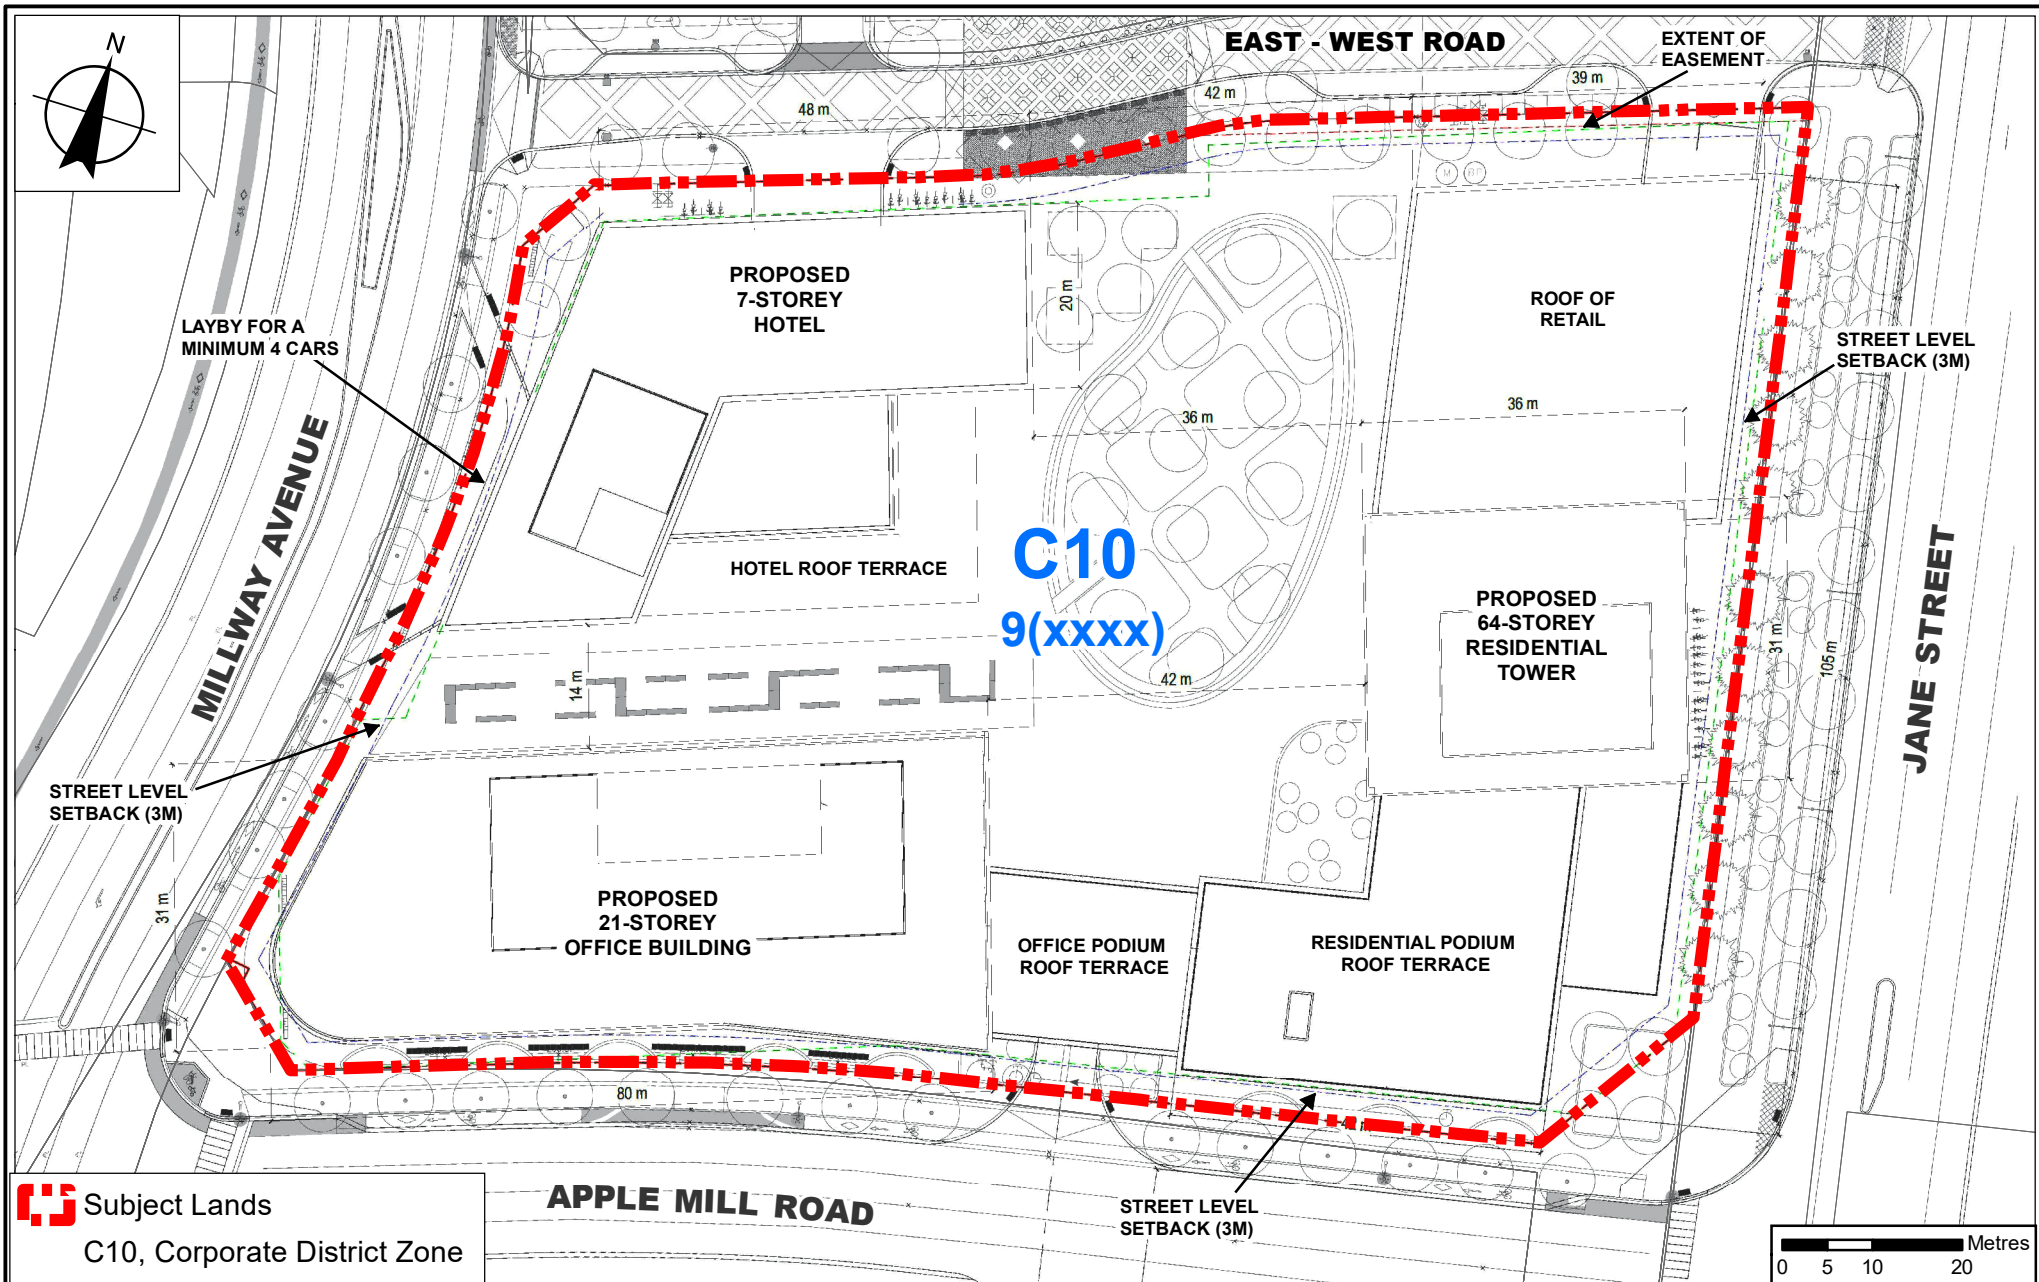 N
EAST - WEST ROAD
EXTENT OF
EASEMENT
39 m
42 m
48 m
M
PROPOSED
7-STOREY
HOTEL
20 m
ROOF OF
RETAIL
LAYBY FOR A
MINIMUM 4 CARS
STREET LEVEL
SETBACK (3M)
36 m
36 m
MILLWAY AVENUE
HOTEL ROOF TERRACE
C10
9(xxxx)
PROPOSED
64-STOREY
RESIDENTIAL
TOWER
31 m
105 m
JANE STREET
14 m
42 m
STREET LEVEL
SETBACK (3M)
31 m
PROPOSED
21-STOREY
OFFICE BUILDING
OFFICE PODIUM
ROOF TERRACE
RESIDENTIAL PODIUM
ROOF TERRACE
80 m
APPLE MILL ROAD
STREET LEVEL
SETBACK (3M)
Subject Lands
C10, Corporate District Zone
Metres
0 5 10 20